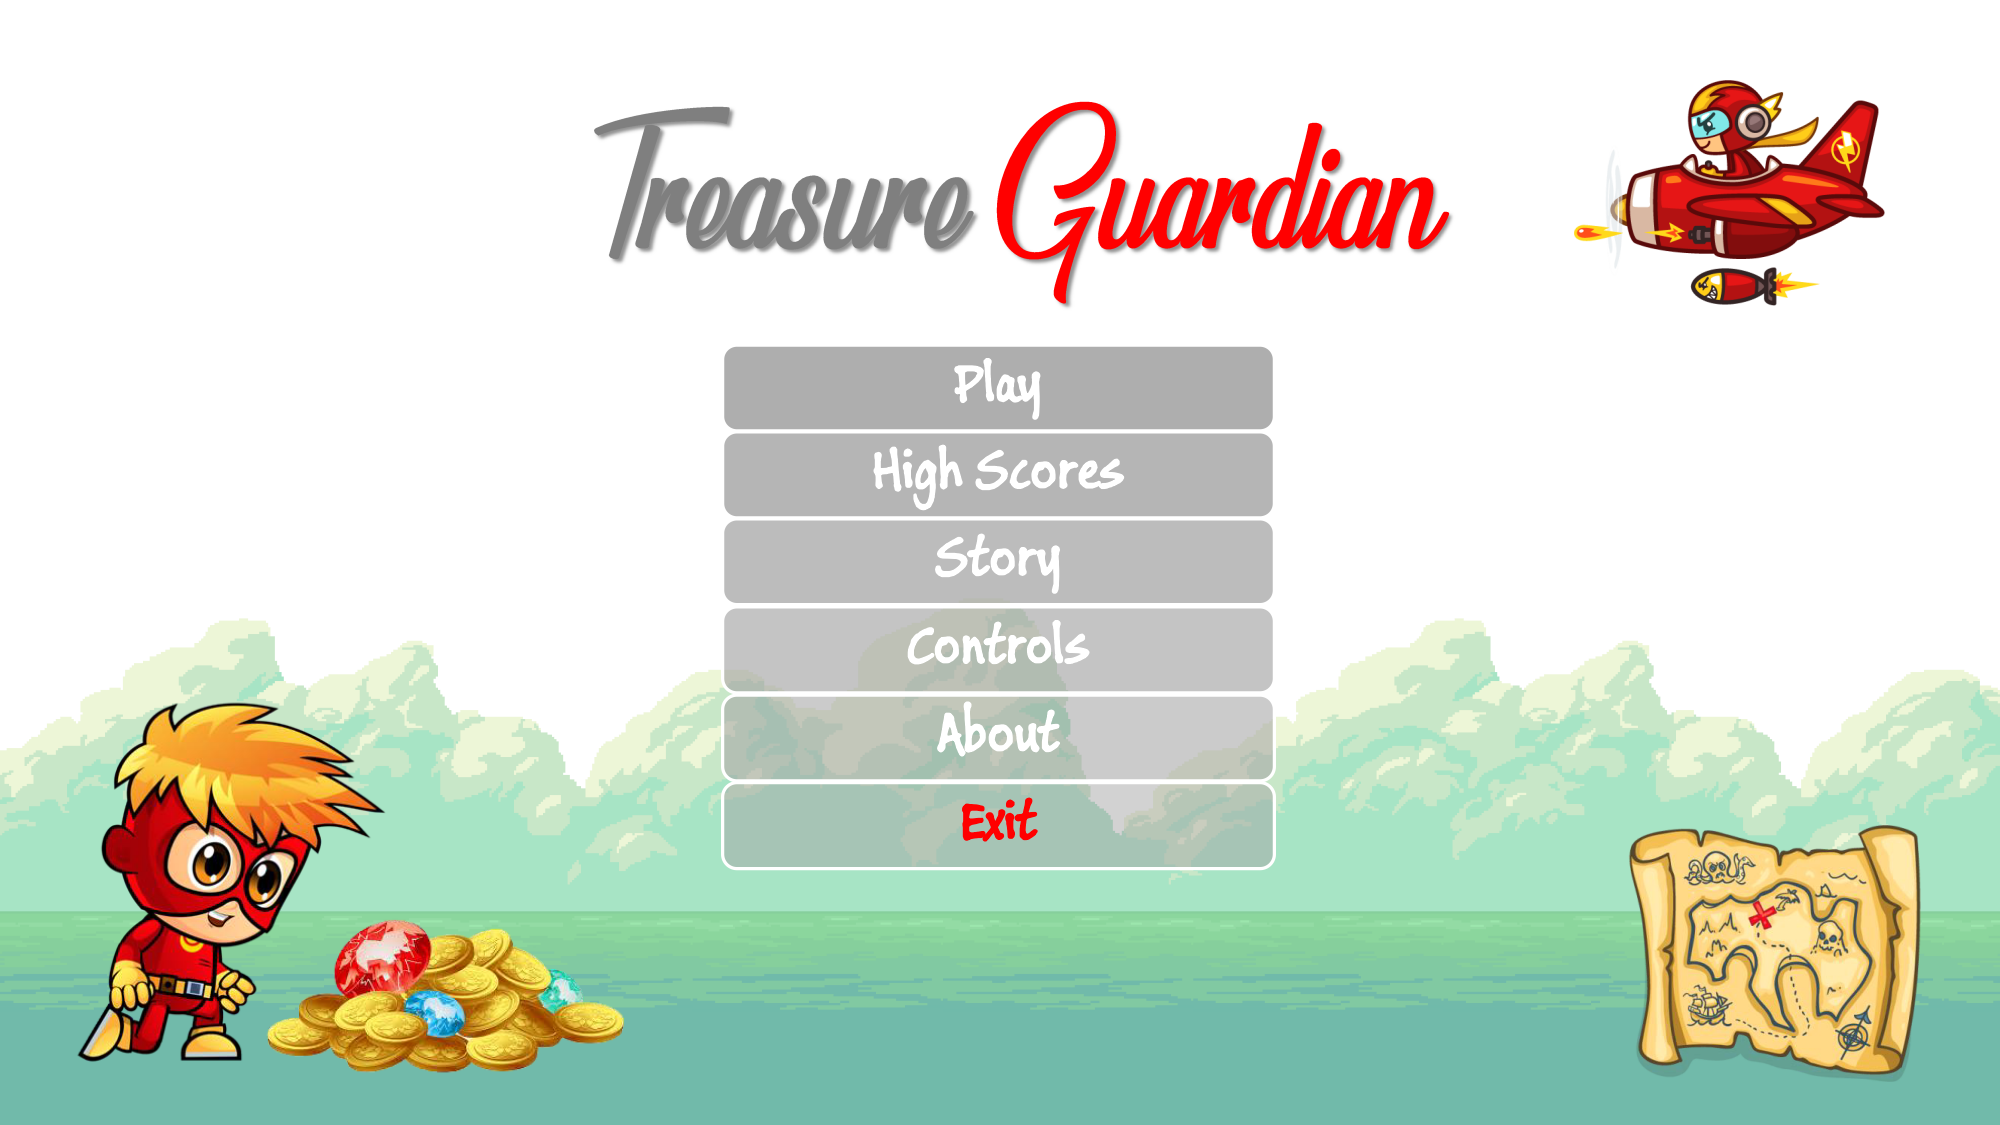 Treasure Guardian
Play
High Scores
Story
Controls
About
Exit